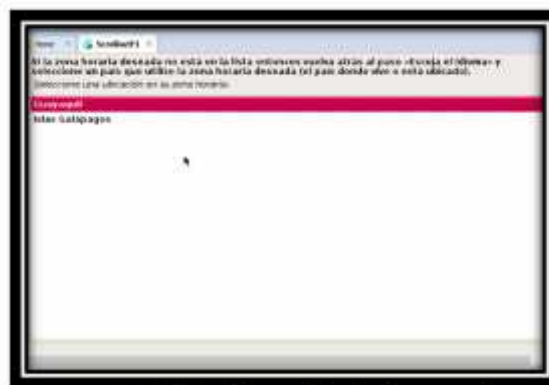 Home
Si la zona horaria deseada no está en la lista entonces vuelva atrás al paso «Escoja el idioma» y
seleccione un país que utilice la zona horaria deseada (el país donde vive o está ubicado).
Seleccione una ubicación en su zona horaria:
Guayaquil
Islas Galápagos